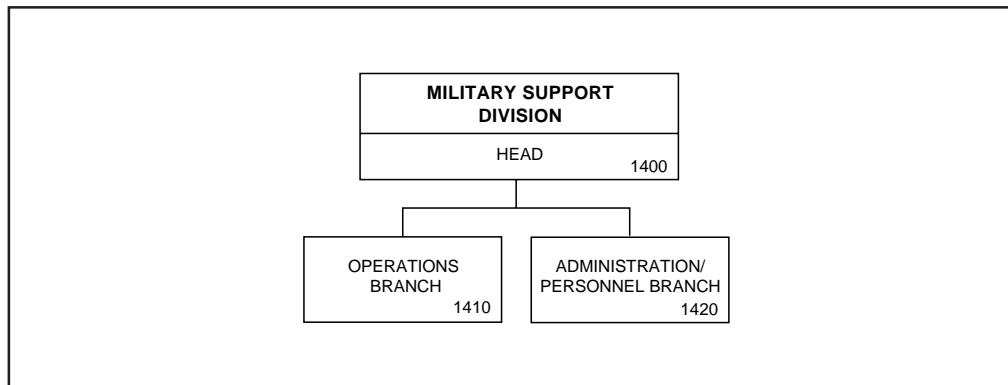 MILITARY SUPPORT
DIVISION
HEAD
1400
OPERATIONS
BRANCH
1410
ADMINISTRATION/
PERSONNEL BRANCH
1420